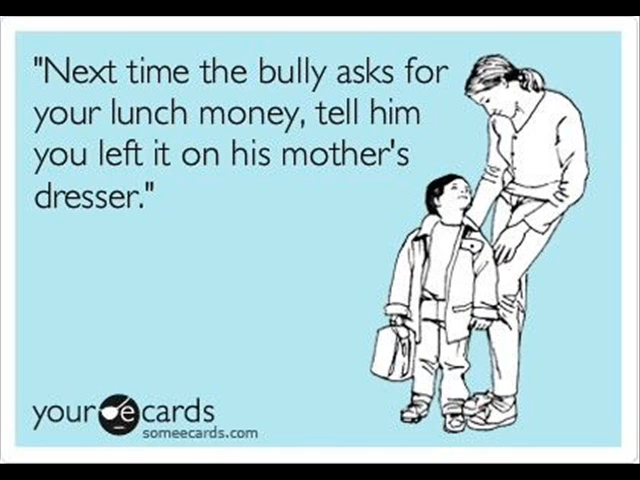 "Next time the bully asks for
your lunch money, tell him
you left it on his mother's
dresser."
your e cards
someecards.com